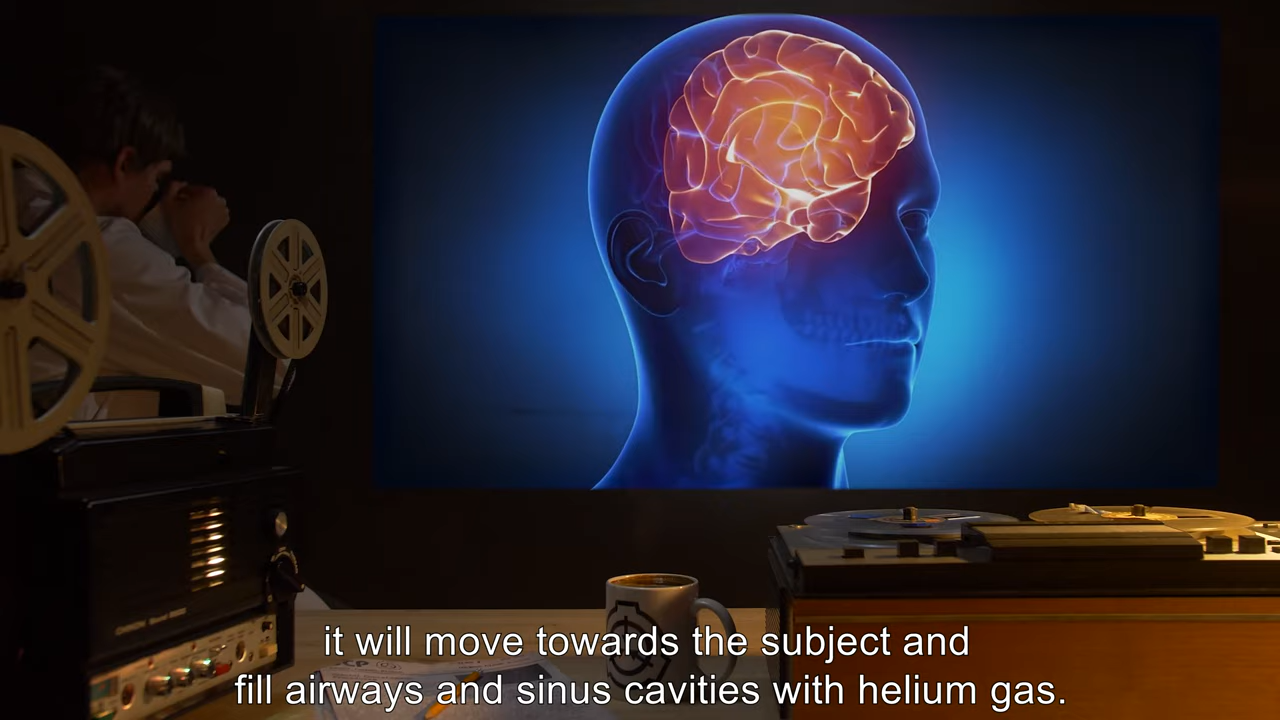 it will move towards the subject and
fill airways and sinus cavities with helium gas.